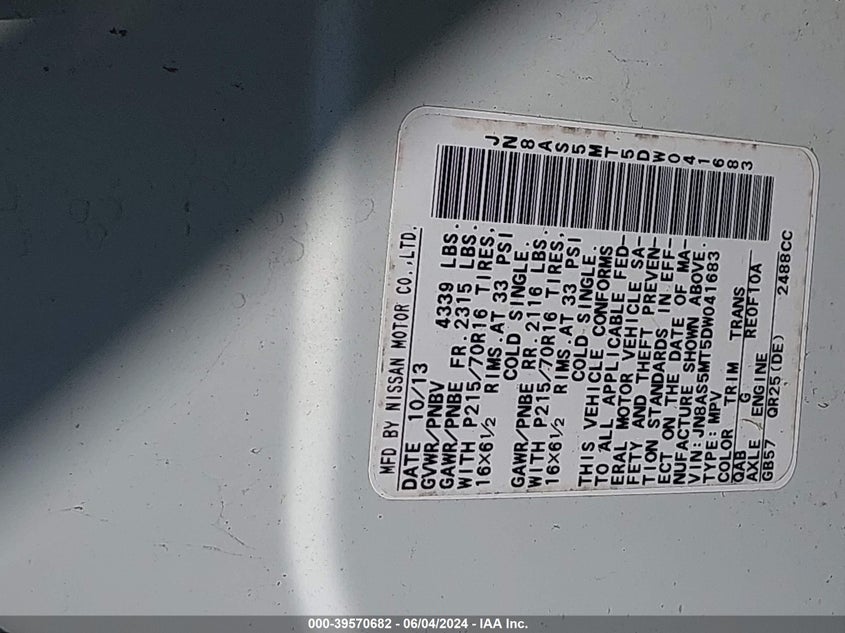 MFD BY NISSAN MOTOR CO.,LTD.
DATE 10/13
GVWR/PNBV 4339 LBS.
GAWR/PNBE FR. 2315 LBS.
WITH P215/70R16 TIRES,
16X6½ RIMS.AT 33 PSI
COLD SINGLE.
GAWR/PNBE RR. 2116 LBS.
WITH P215/70R16 TIRES,
16X6½ RIMS.AT 33 PSI
COLD SINGLE.
THIS VEHICLE CONFORMS
TO ALL APPLICABLE FED-
ERAL MOTOR VEHICLE SA-
FETY AND THEFT PREVEN-
TION STANDARDS IN EFF-
ECT ON THE DATE OF MA-
NUFACTURE SHOWN ABOVE.
VIN:JN8AS5MT5DW041683
TYPE: MPV
COLOR TRIM TRANS
QAB G RE0F10A
AXLE ENGINE
GB57 QR25(DE) 2488CC
JN8AS5MT5DW041683
000-39570682 - 06/04/2024 - IAA Inc.